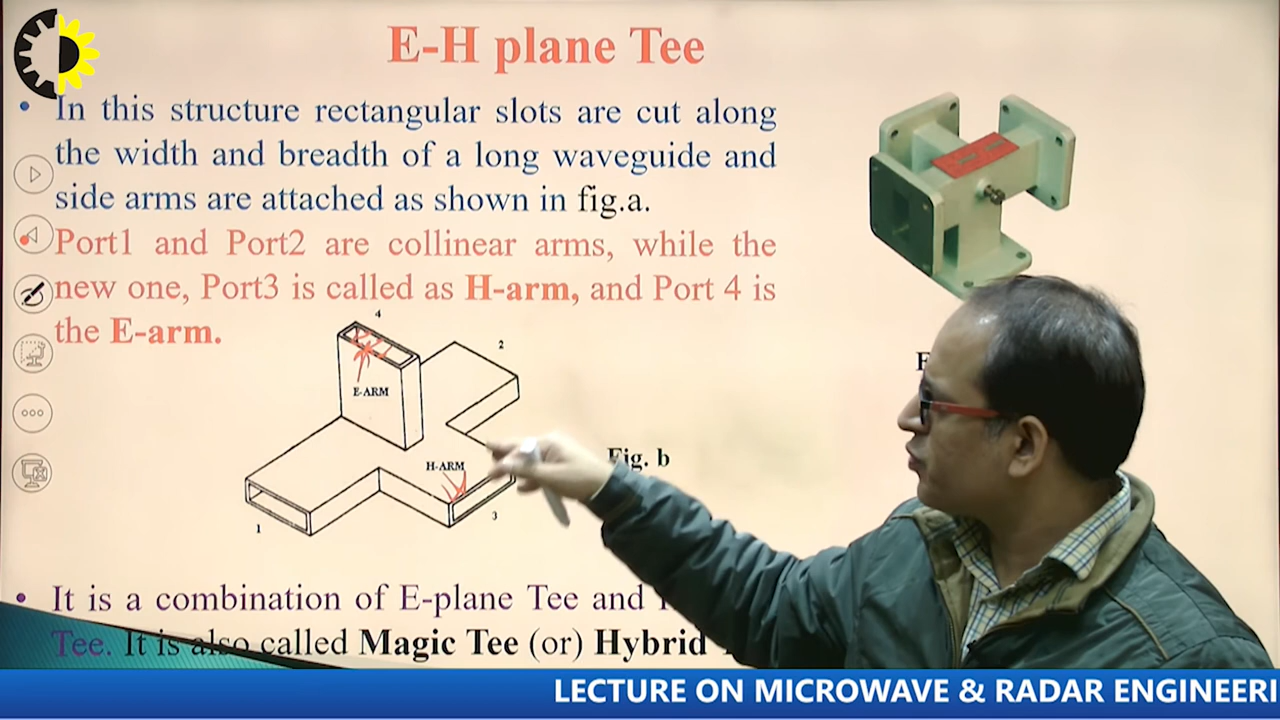 E-H plane Tee
• In this structure rectangular slots are cut along
the width and breadth of a long waveguide and
side arms are attached as shown in fig.a.
Port1 and Port2 are collinear arms, while the
new one, Port3 is called as H-arm, and Port 4 is
the E-arm.
4
2
E-ARM
H-ARM
Fig. b
3
1
• It is a combination of E-plane Tee and
Tee. It is also called Magic Tee (or) Hybrid
LECTURE ON MICROWAVE & RADAR ENGINEERI